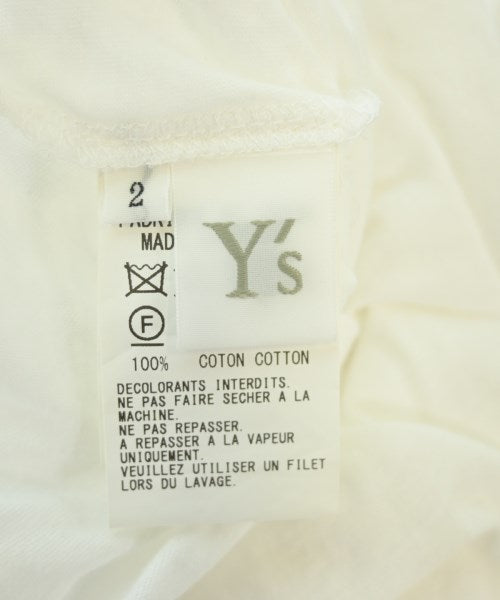 2
FABRI
MAD
Y's
F
100% COTON COTTON
DECOLORANTS INTERDITS.
NE PAS FAIRE SECHER A LA
MACHINE.
NE PAS REPASSER.
A REPASSER A LA VAPEUR
UNIQUEMENT.
VEUILLEZ UTILISER UN FILET
LORS DU LAVAGE.